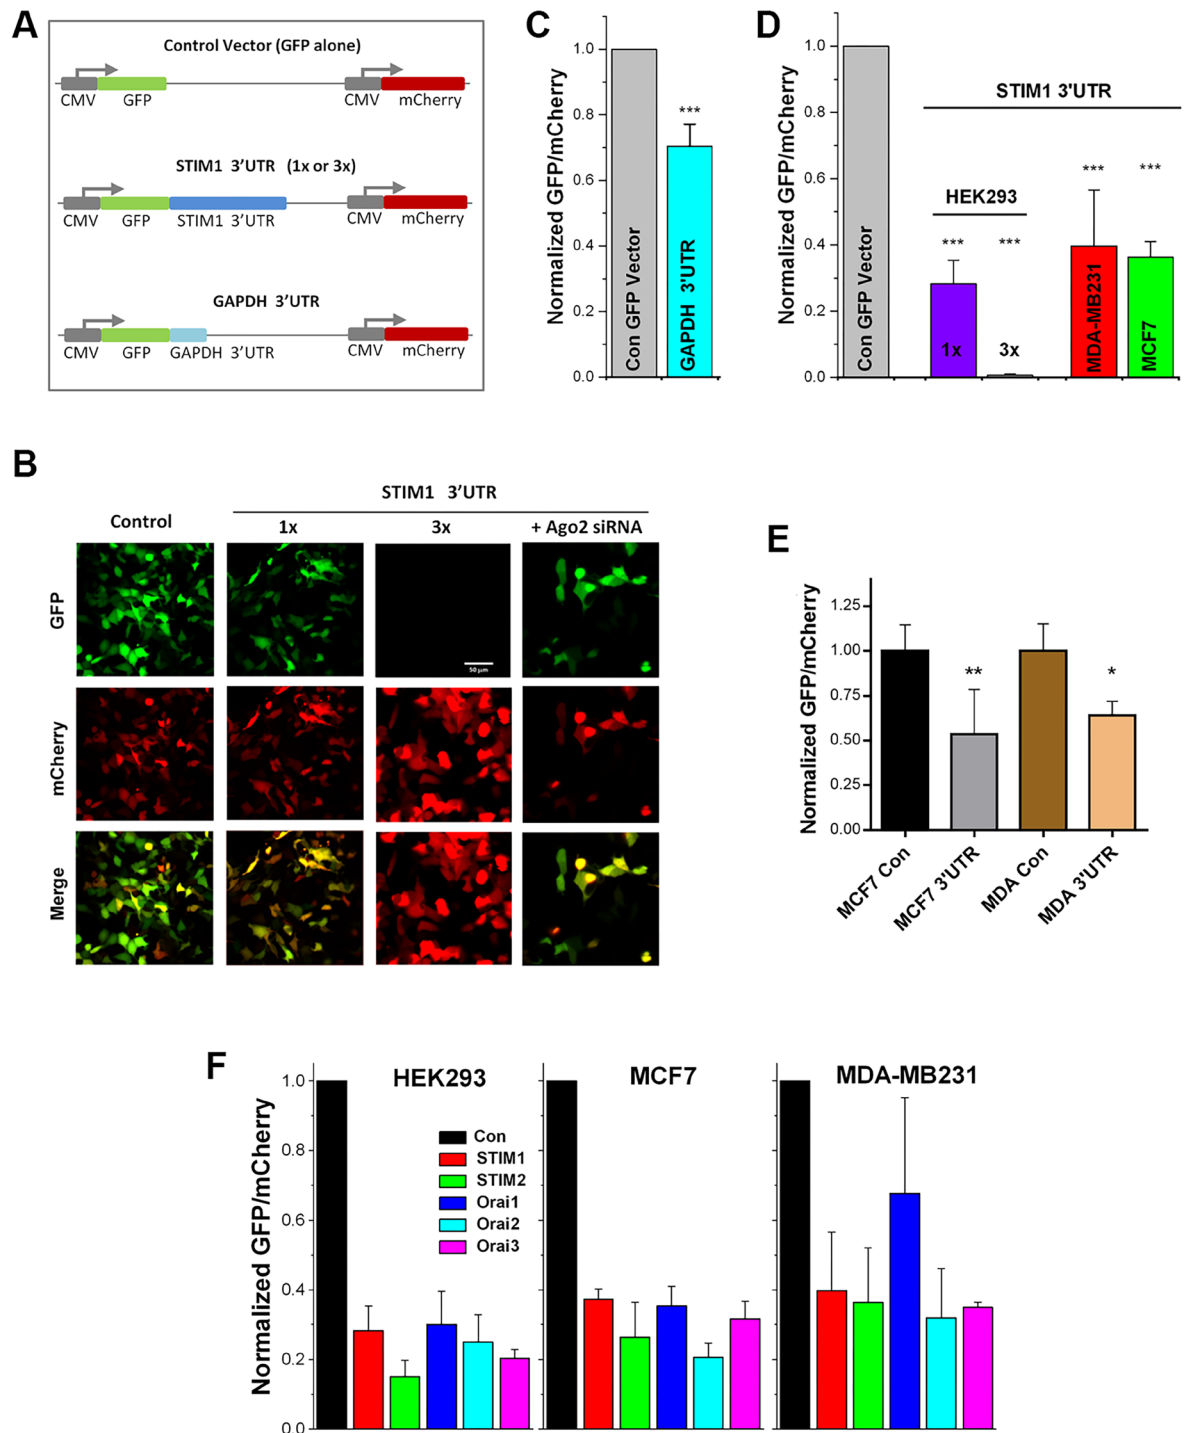 A
Control Vector (GFP alone)
CMV GFP CMV mCherry
STIM1 3'UTR (1x or 3x)
CMV GFP STIM1 3'UTR CMV mCherry
GAPDH 3'UTR
CMV GFP GAPDH 3'UTR CMV mCherry
C
Normalized GFP/mCherry
1.0
0.8
0.6
0.4
0.2
0.0
***
Con GFP Vector
GAPDH 3'UTR
D
Normalized GFP/mCherry
1.0
0.8
0.6
0.4
0.2
0.0
STIM1 3'UTR
HEK293
*** *** *** ***
Con GFP Vector
1x
3x
MDA-MB231
MCF7
B
STIM1 3'UTR
Control 1x 3x + Ago2 siRNA
GFP
50 μm
mCherry
Merge
E
Normalized GFP/mCherry
1.25
1.00
0.75
0.50
0.25
0.00
** *
MCF7 Con
MCF7 3'UTR
MDA Con
MDA 3'UTR
F
Normalized GFP/mCherry
1.0
0.8
0.6
0.4
0.2
0.0
HEK293
Con
STIM1
STIM2
Orai1
Orai2
Orai3
MCF7
MDA-MB231